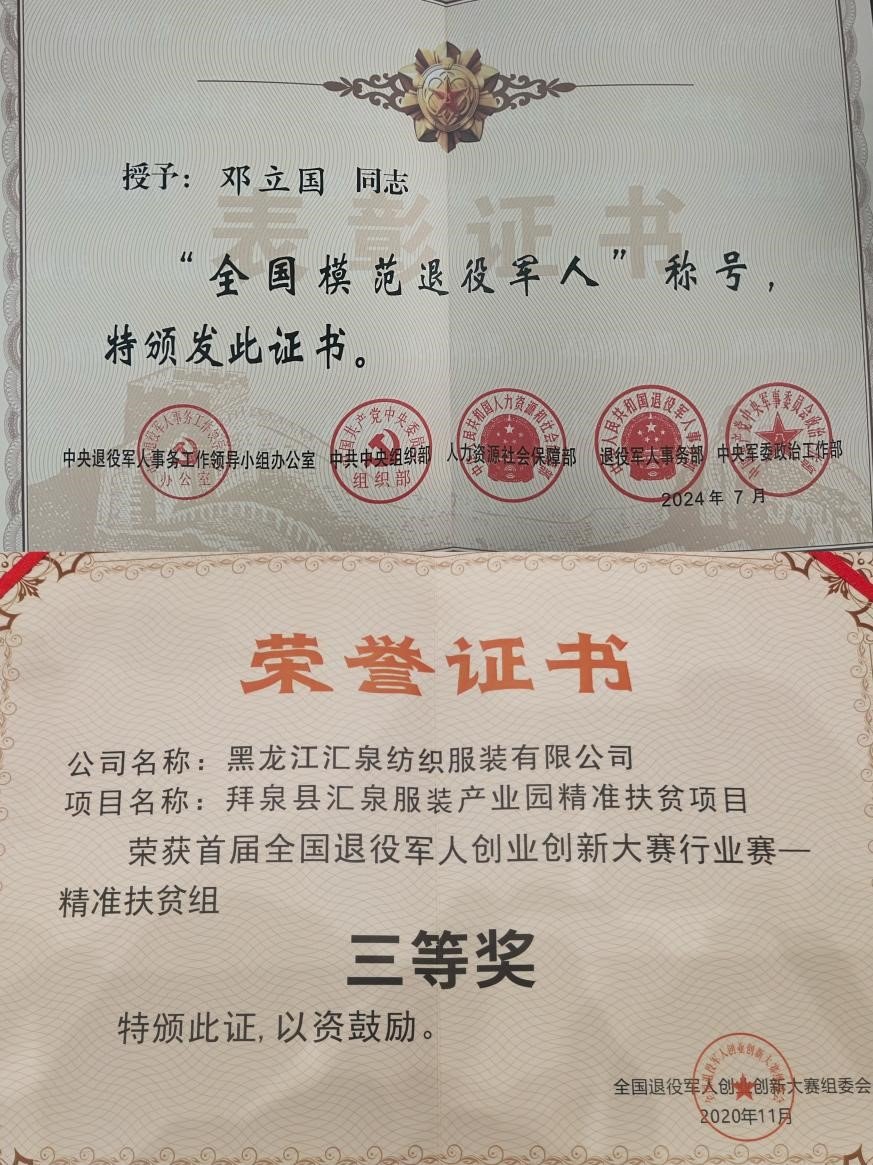 授予：邓立国 同志
表彰证书
“全国模范退役军人”称号，
特颁发此证书。
中央退役军人事务工作领导小组办公室 中共中央组织部 人力资源社会保障部 退役军人事务部 中央军委政治工作部
办公室
组织部
2024年 7月
荣誉证书
公司名称：黑龙江汇泉纺织服装有限公司
项目名称：拜泉县汇泉服装产业园精准扶贫项目
荣获首届全国退役军人创业创新大赛行业赛—
精准扶贫组
三等奖
特颁此证，以资鼓励。
全国退役军人创业创新大赛组委会
2020年11月